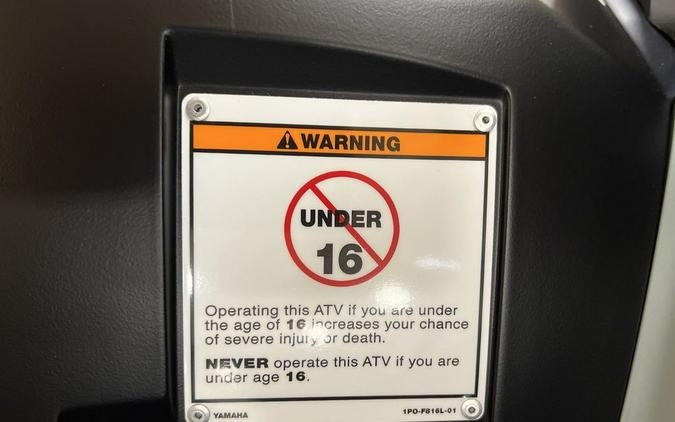 WARNING
UNDER
16
Operating this ATV if you are under
the age of 16 increases your chance
of severe injury or death.
NEVER operate this ATV if you are
under age 16.
YAMAHA 1PO-F816L-01